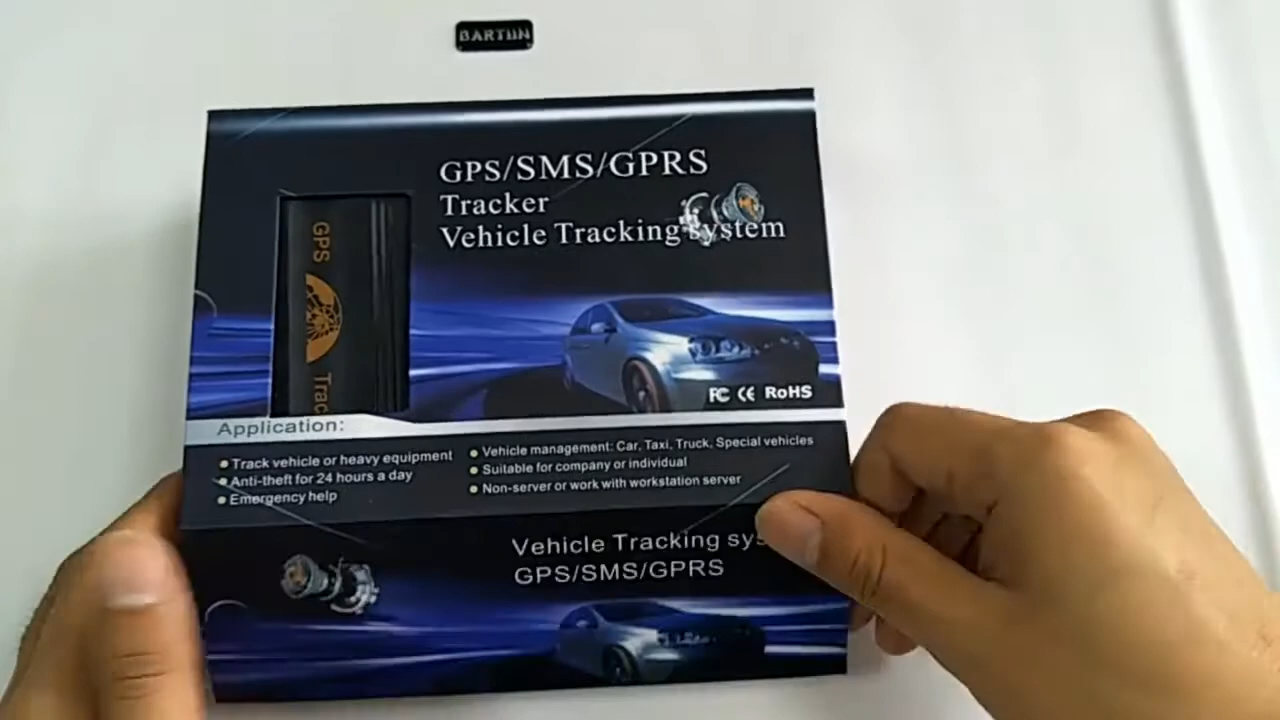 BARTUN
GPS/SMS/GPRS
Tracker
Vehicle Tracking system
GPS
Trac
FC CE RoHS
Application:
Track vehicle or heavy equipment
Anti-theft for 24 hours a day
Emergency help
Vehicle management: Car, Taxi, Truck, Special vehicles
Suitable for company or individual
Non-server or work with workstation server
Vehicle Tracking sys
GPS/SMS/GPRS